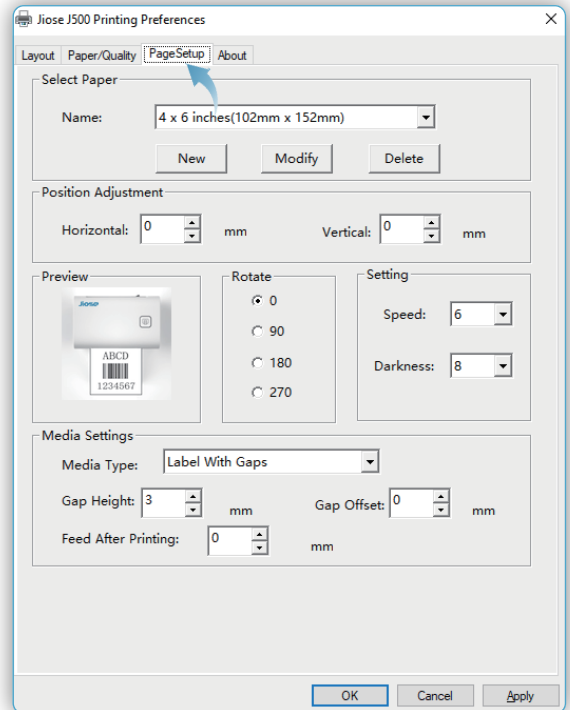 Jiose J500 Printing Preferences
Layout Paper/Quality PageSetup About
Select Paper
Name: 4 x 6 inches(102mm x 152mm)
New Modify Delete
Position Adjustment
Horizontal: 0 mm Vertical: 0 mm
Preview Rotate Setting
Jiose
ABCD
1234567
0
90
180
270
Speed: 6
Darkness: 8
Media Settings
Media Type: Label With Gaps
Gap Height: 3 mm Gap Offset: 0 mm
Feed After Printing: 0 mm
OK Cancel Apply